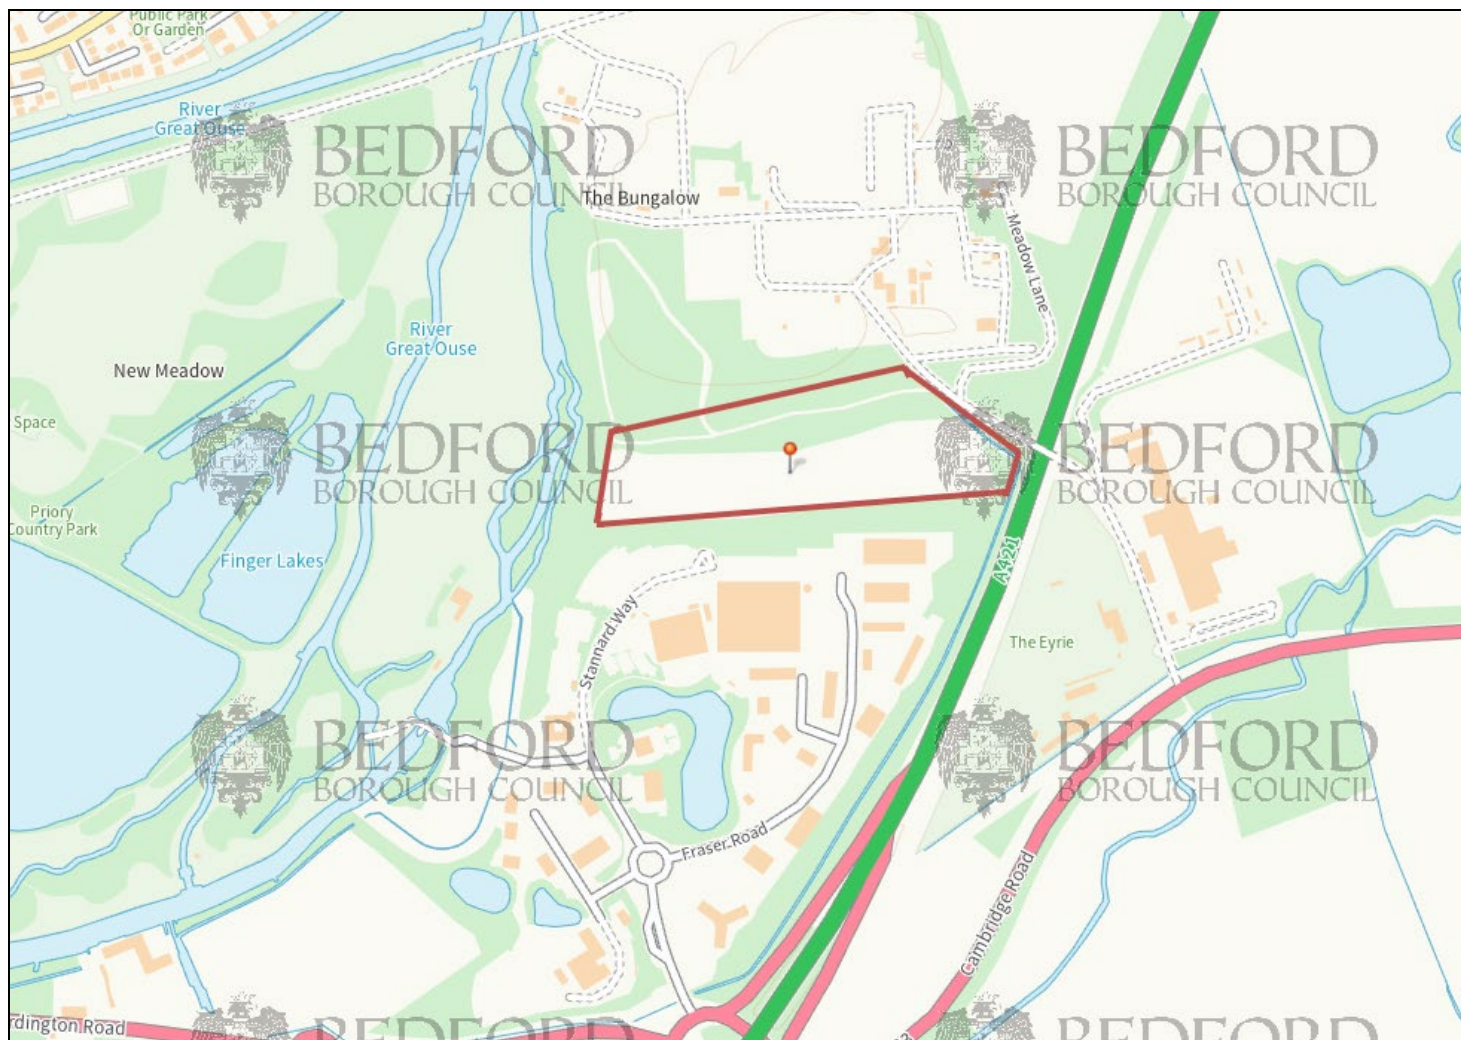 Public Park
Or Garden
River
Great Ouse
BEDFORD
BOROUGH COUNCIL
BEDFORD
BOROUGH COUNCIL
The Bungalow
Meadow Lane
River
Great Ouse
New Meadow
Space
BEDFORD
BOROUGH COUNCIL
BEDFORD
BOROUGH COUNCIL
Priory
Country Park
Finger Lakes
A421
Stannard Way
The Eyrie
BEDFORD
BOROUGH COUNCIL
BEDFORD
BOROUGH COUNCIL
Fraser Road
Cambridge Road
rdington Road
BEDFORD
BEDFORD